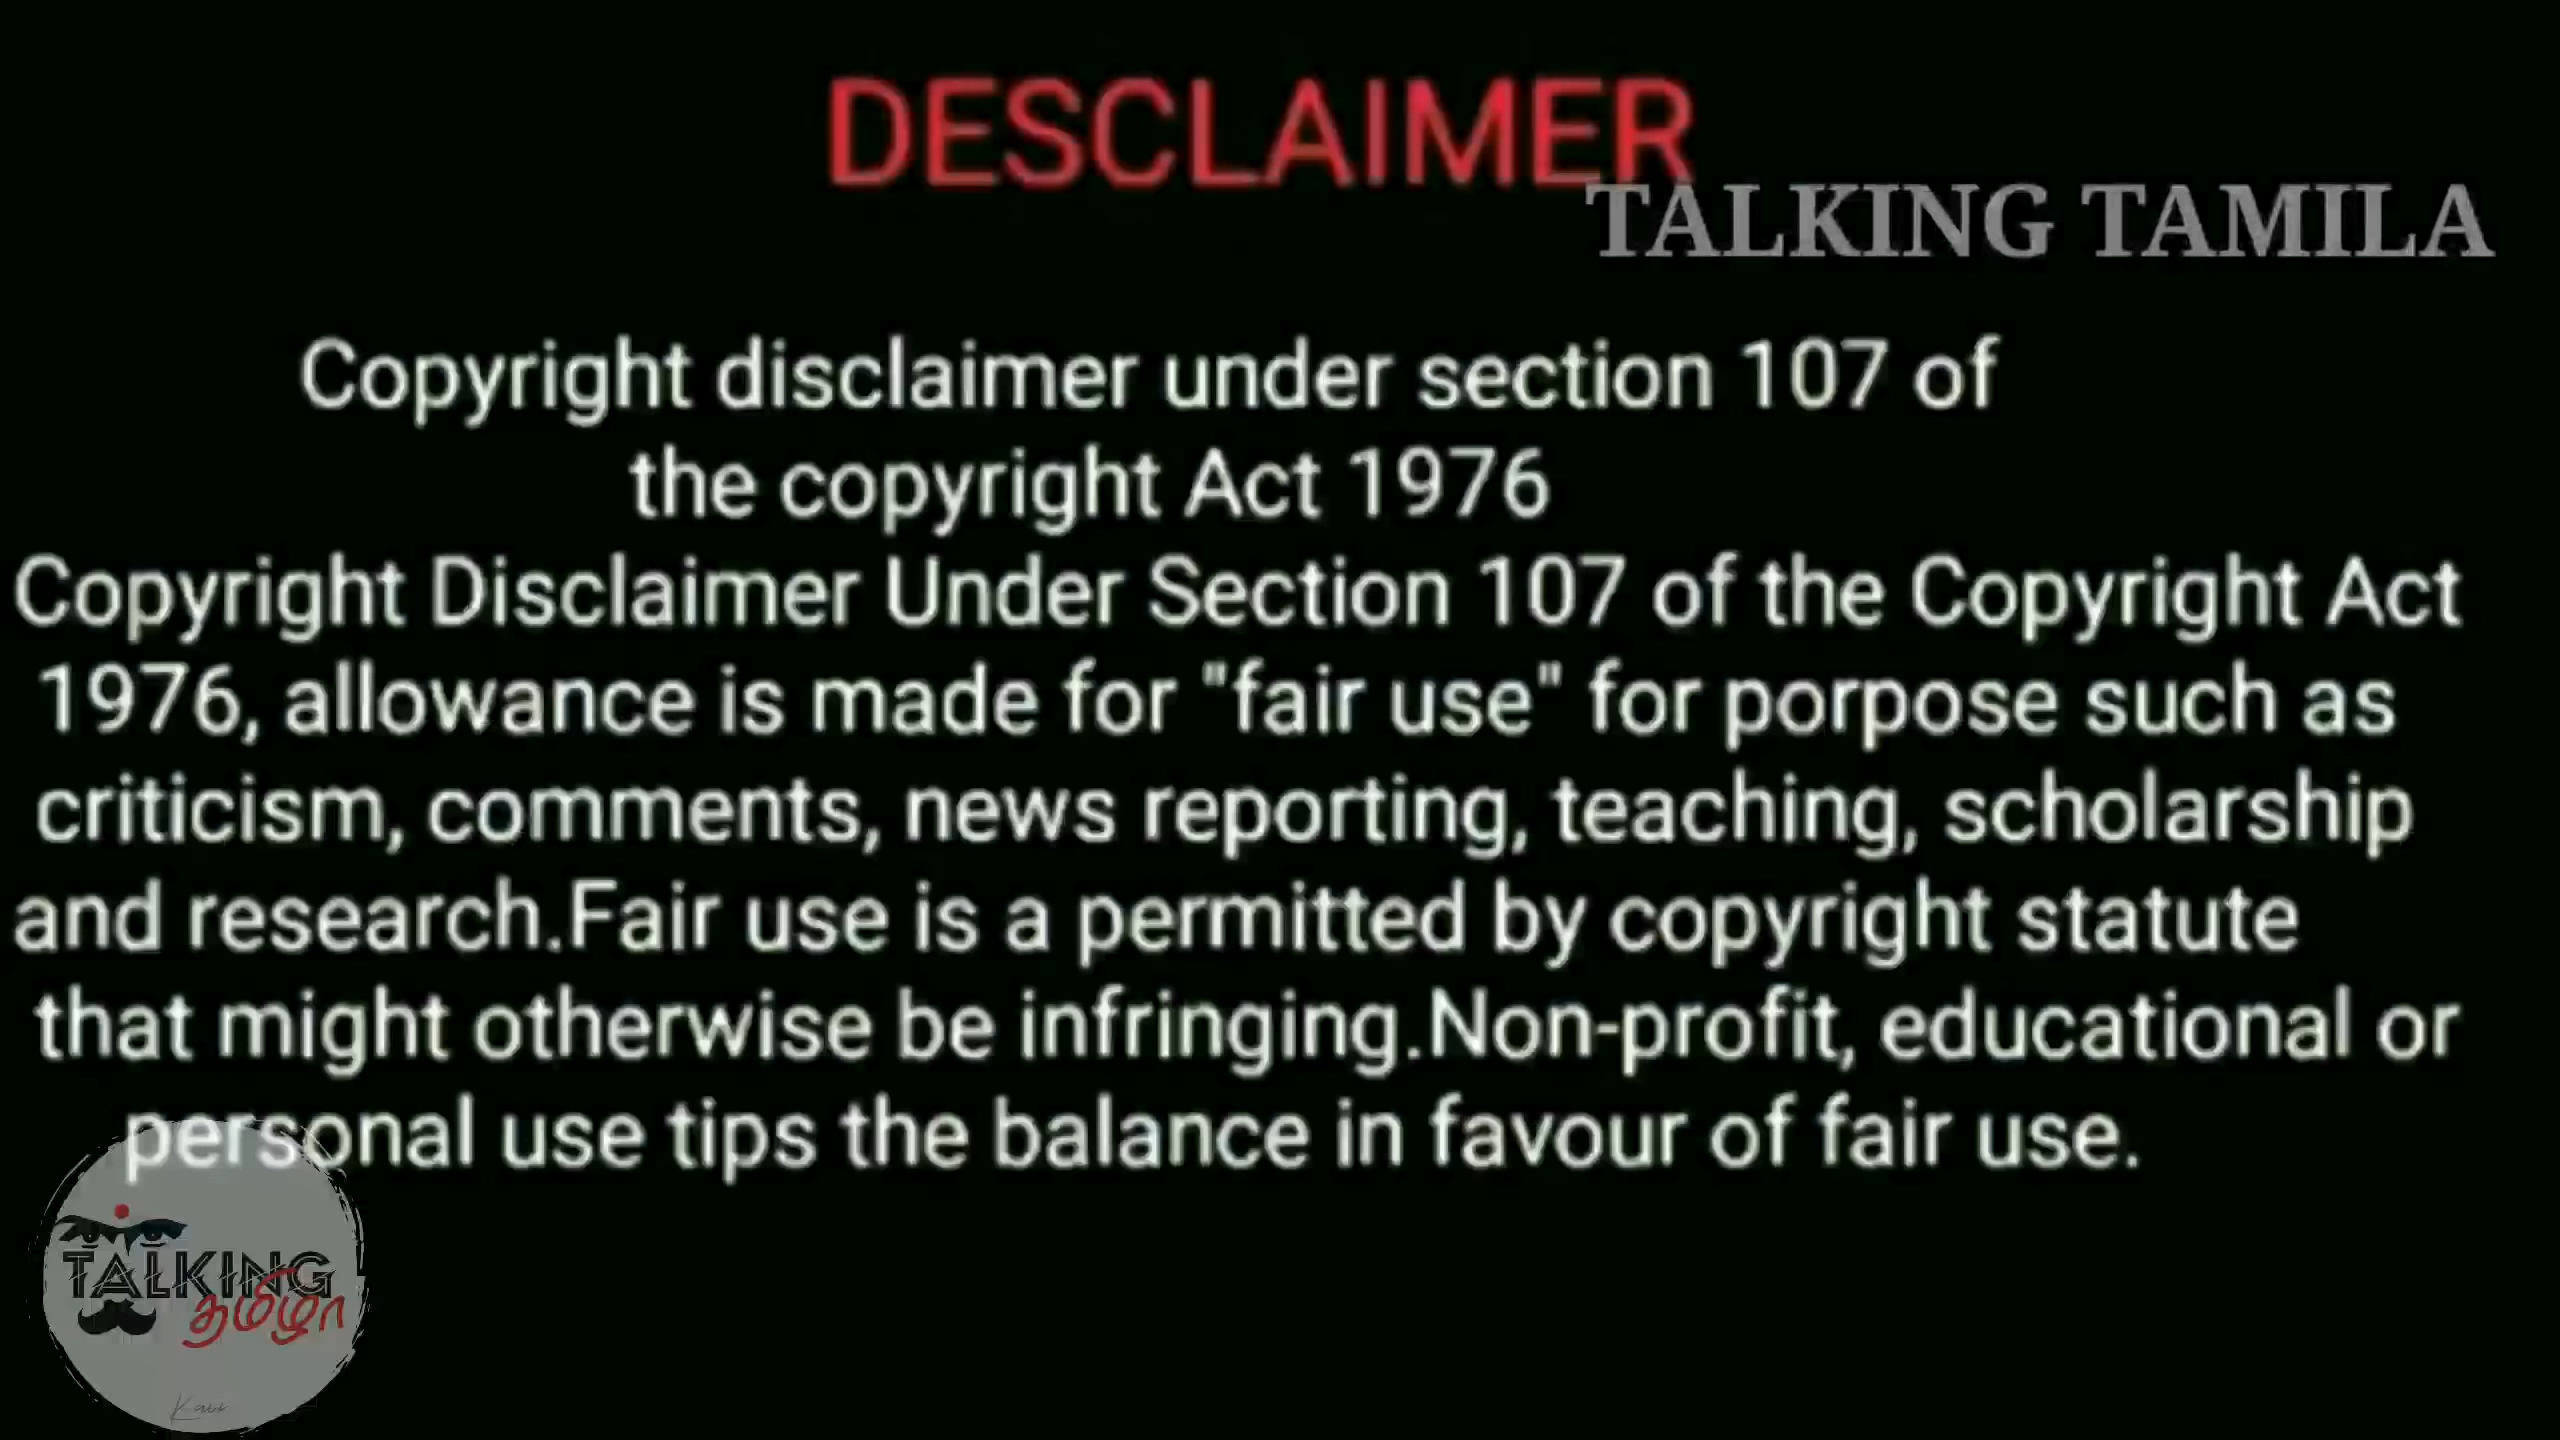 DESCLAIMER
TALKING TAMILA
Copyright disclaimer under section 107 of
the copyright Act 1976
Copyright Disclaimer Under Section 107 of the Copyright Act
1976, allowance is made for "fair use" for porpose such as
criticism, comments, news reporting, teaching, scholarship
and research.Fair use is a permitted by copyright statute
that might otherwise be infringing.Non-profit, educational or
personal use tips the balance in favour of fair use.
TALKING
தமிழா